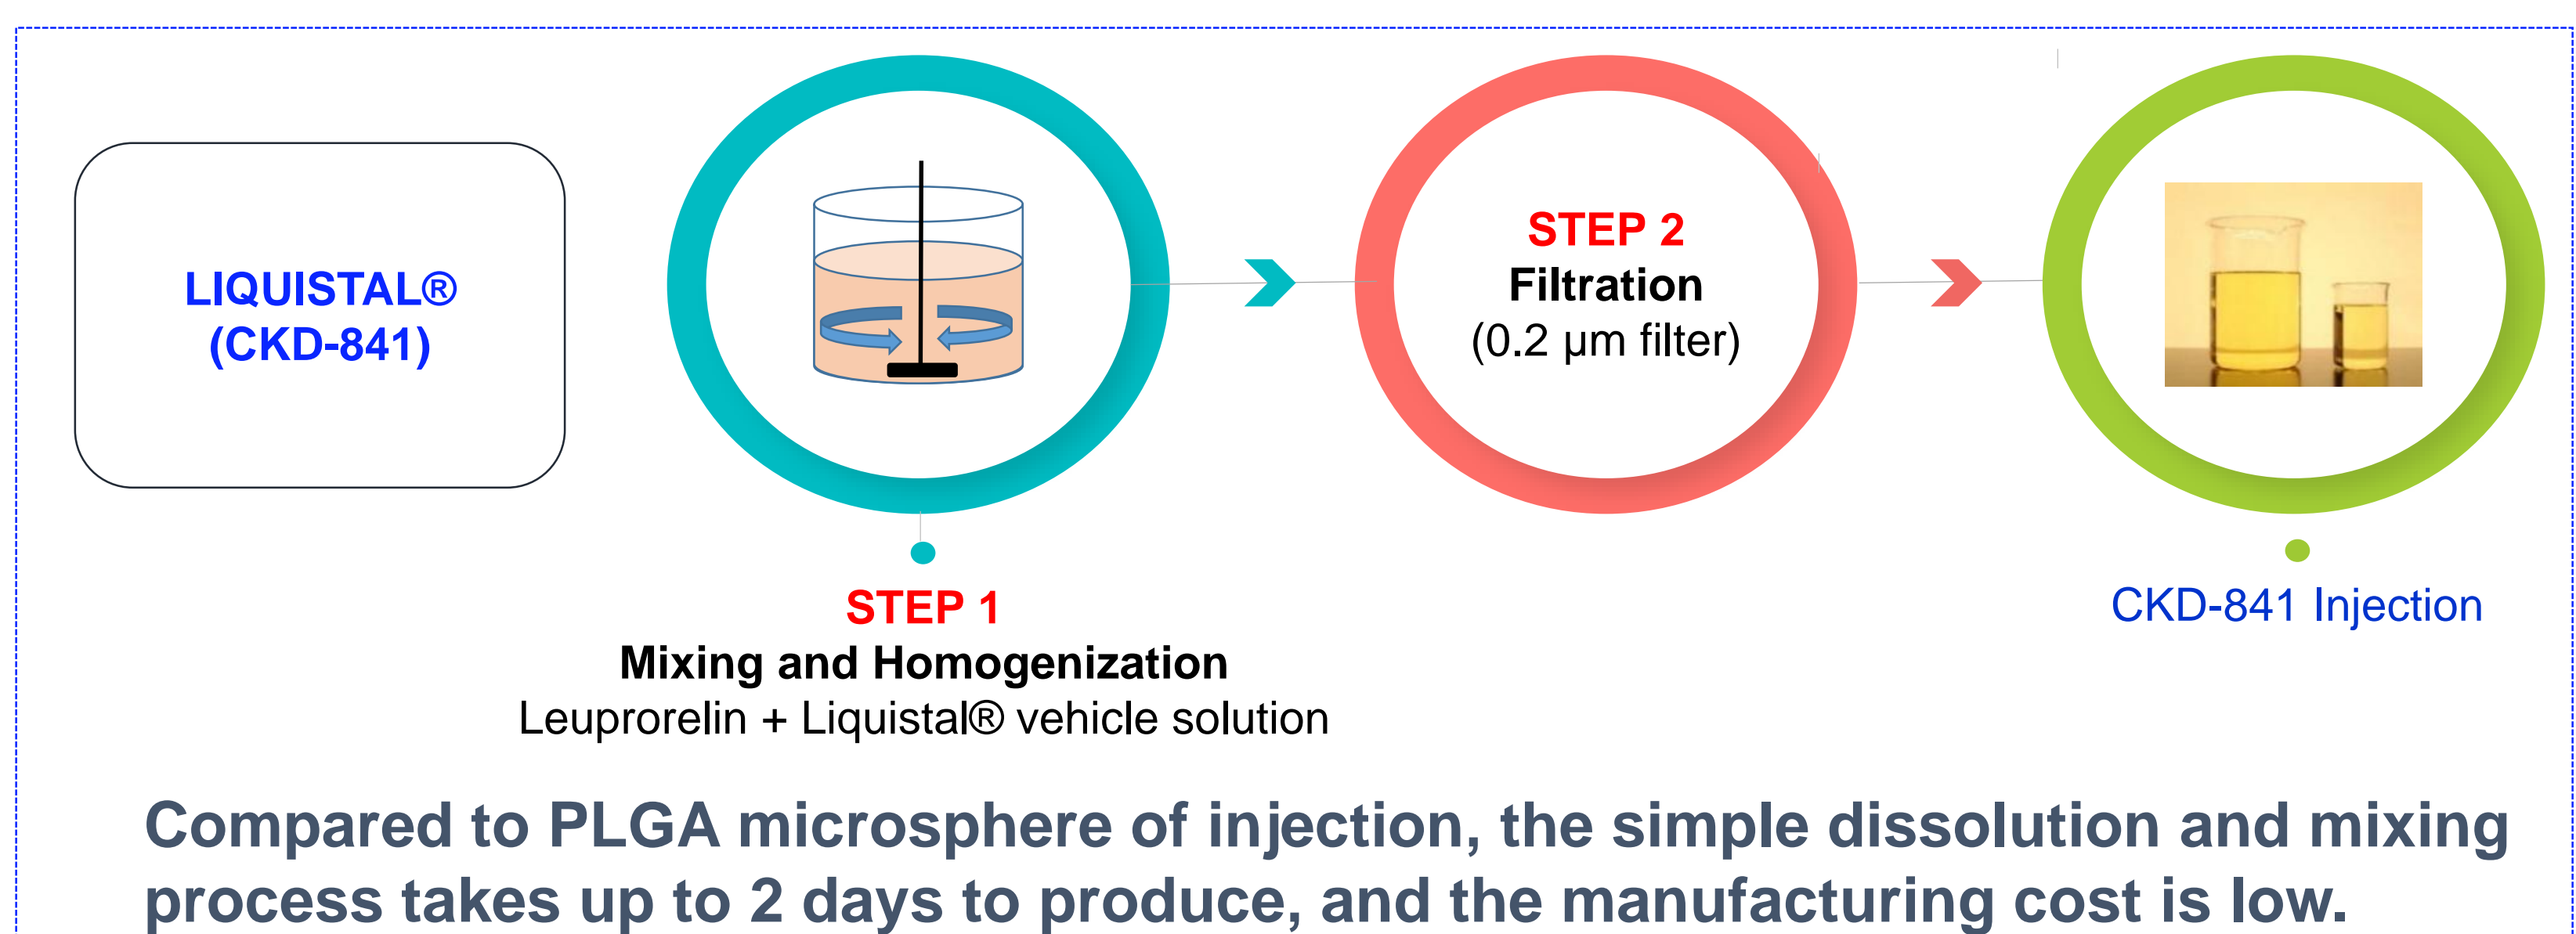 LIQUISTAL®
(CKD-841)
STEP 1
Mixing and Homogenization
Leuprorelin + Liquistal® vehicle solution
STEP 2
Filtration
(0.2 μm filter)
CKD-841 Injection
Compared to PLGA microsphere of injection, the simple dissolution and mixing
process takes up to 2 days to produce, and the manufacturing cost is low.